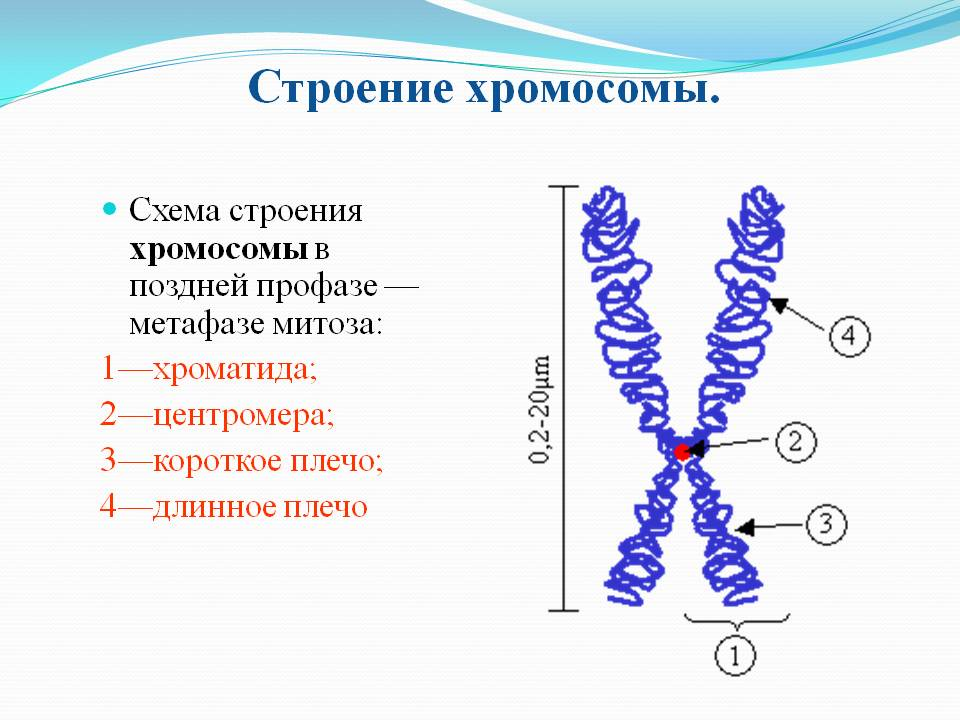 Строение хромосомы.
Схема строения
хромосомы в
поздней профазе —
метафазе митоза:
1—хроматида;
2—центромера;
3—короткое плечо;
4—длинное плечо
0,2-20µm
4
2
3
1